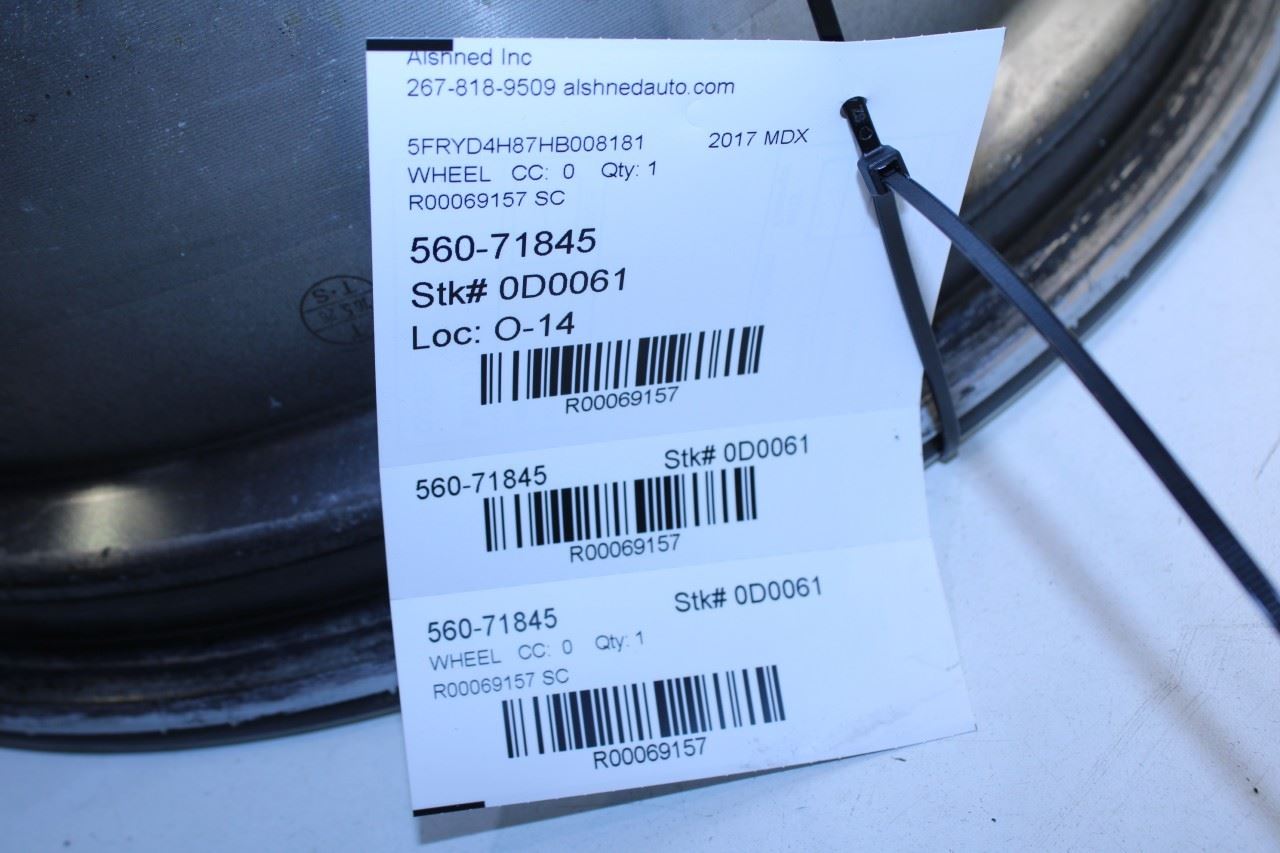 Alshned Inc
267-818-9509 alshnedauto.com
5FRYD4H87HB008181 2017 MDX
WHEEL CC: 0 Qty: 1
R00069157 SC
560-71845
Stk# 0D0061
Loc: O-14
R00069157
560-71845 Stk# 0D0061
R00069157
560-71845 Stk# 0D0061
WHEEL CC: 0 Qty: 1
R00069157 SC
R00069157
T·S